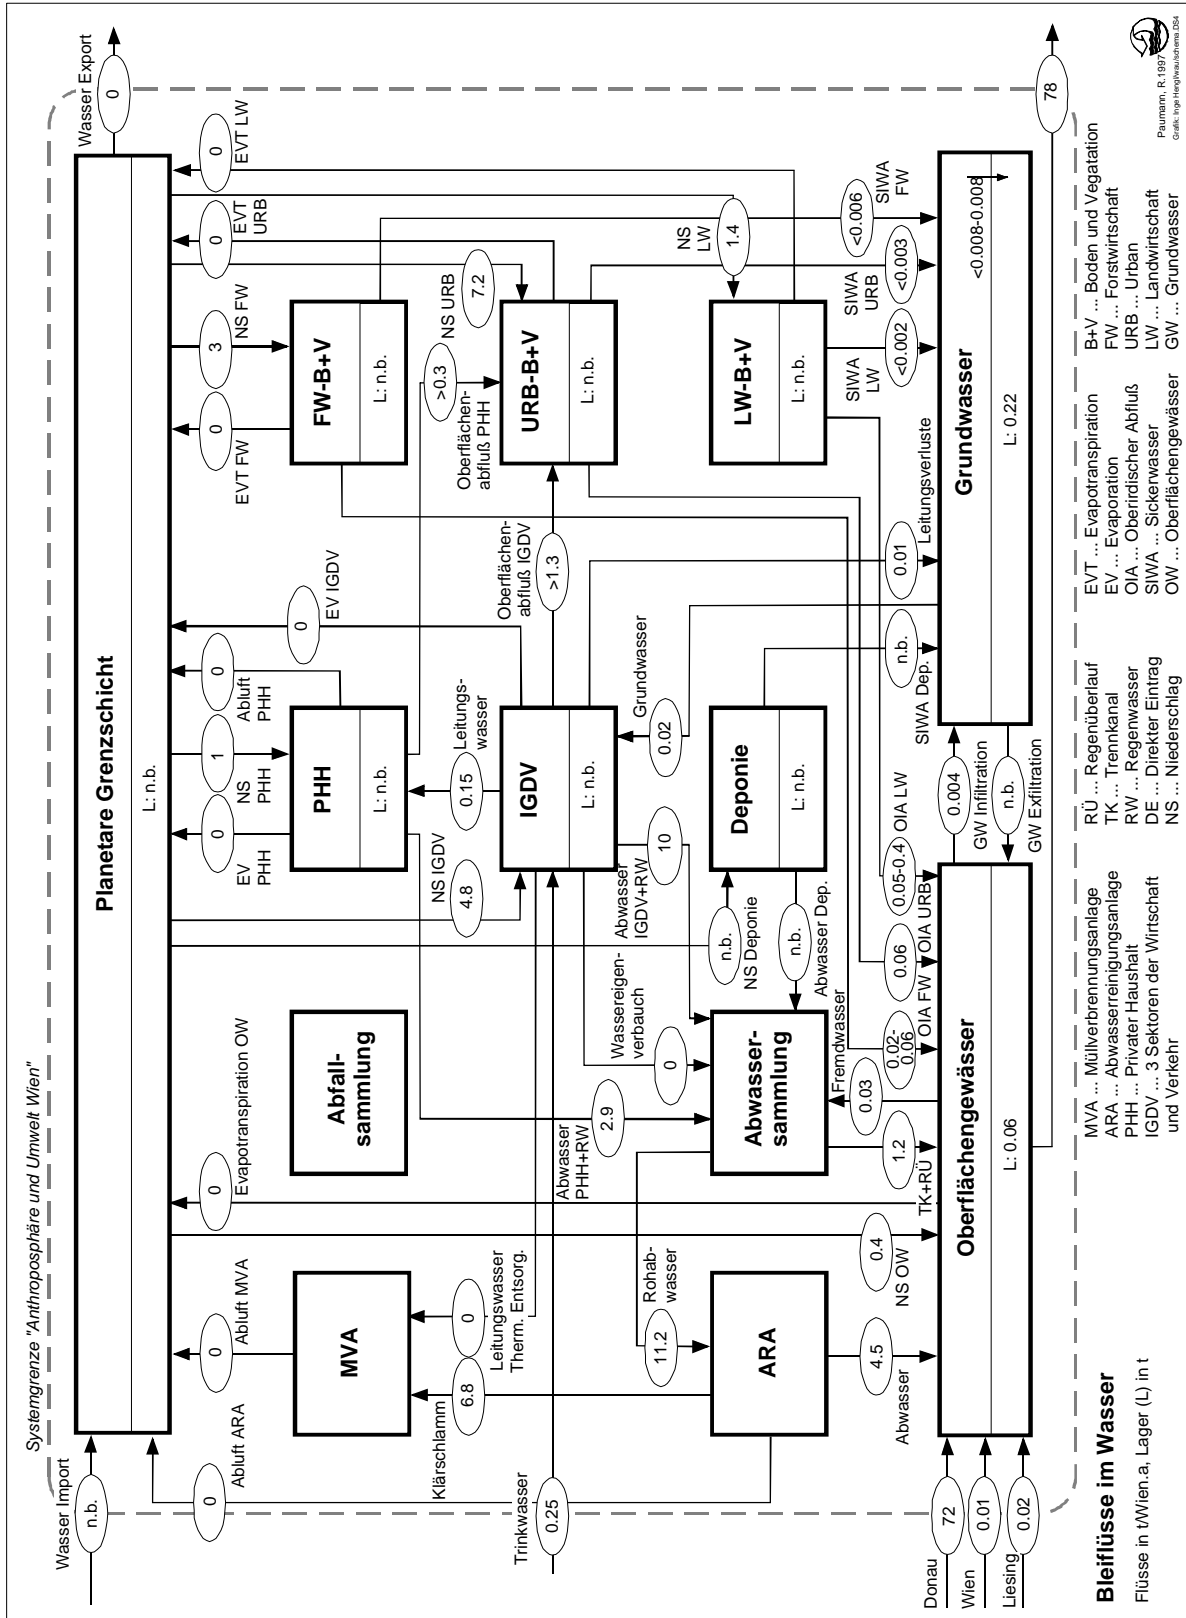 Systemgrenze "Anthroposphäre und Umwelt Wien"
Wasser Import
n.b.
Planetare Grenzschicht
L: n.b.
Wasser Export
0
Abluft ARA
0
Abluft MVA
0
Evapotranspiration OW
0
NS IGDV
4.8
EV
PHH
0
NS
PHH
1
Abluft
PHH
0
EV IGDV
0
EVT FW
0
NS FW
3
EVT
URB
0
EVT LW
0
MVA
Abfall-
sammlung
PHH
L: n.b.
FW-B+V
L: n.b.
Klärschlamm
6.8
Leitungswasser
Therm. Entsorg.
0
Leitungs-
wasser
0.15
Oberflächen-
abfluß PHH
>0.3
NS URB
7.2
Trinkwasser
0.25
Abwasser
PHH+RW
2.9
Wassereigen-
verbauch
0
Abwasser
IGDV+RW
10
IGDV
L: n.b.
Oberflächen-
abfluß IGDV
>1.3
URB-B+V
L: n.b.
NS
LW
1.4
Rohab-
wasser
11.2
NS Deponie
n.b.
Grundwasser
0.02
ARA
Abwasser-
sammlung
Abwasser Dep.
n.b.
Deponie
L: n.b.
LW-B+V
L: n.b.
Abwasser
4.5
NS OW
0.4
TK+RÜ
1.2
Fremdwasser
0.03
OIA FW
0.02-
0.06
OIA URB
0.06
OIA LW
0.05-0.4
SIWA Dep.
n.b.
Leitungsverluste
0.01
SIWA
LW
<0.002
SIWA
URB
<0.003
SIWA
FW
<0.006
Donau
72
Wien
0.01
Liesing
0.02
Oberflächengewässer
L: 0.06
GW Infiltration
0.004
GW Exfiltration
n.b.
Grundwasser
L: 0.22
<0.008-0.008
78
Bleiflüsse im Wasser
Flüsse in t/Wien.a, Lager (L) in t
MVA ... Müllverbrennungsanlage
ARA ... Abwasserreinigungsanlage
PHH ... Privater Haushalt
IGDV ... 3 Sektoren der Wirtschaft
und Verkehr
RÜ ... Regenüberlauf
TK ... Trennkanal
RW ... Regenwasser
DE ... Direkter Eintrag
NS ... Niederschlag
EVT ... Evapotranspiration
EV ... Evaporation
OIA ... Oberirdischer Abfluß
SIWA ... Sickerwasser
OW ... Oberflächengewässer
B+V ... Boden und Vegatation
FW ... Forstwirtschaft
URB ... Urban
LW ... Landwirtschaft
GW ... Grundwasser
Paumann, R.1997
Grafik: Inge Hengl/wau/schema.DS4